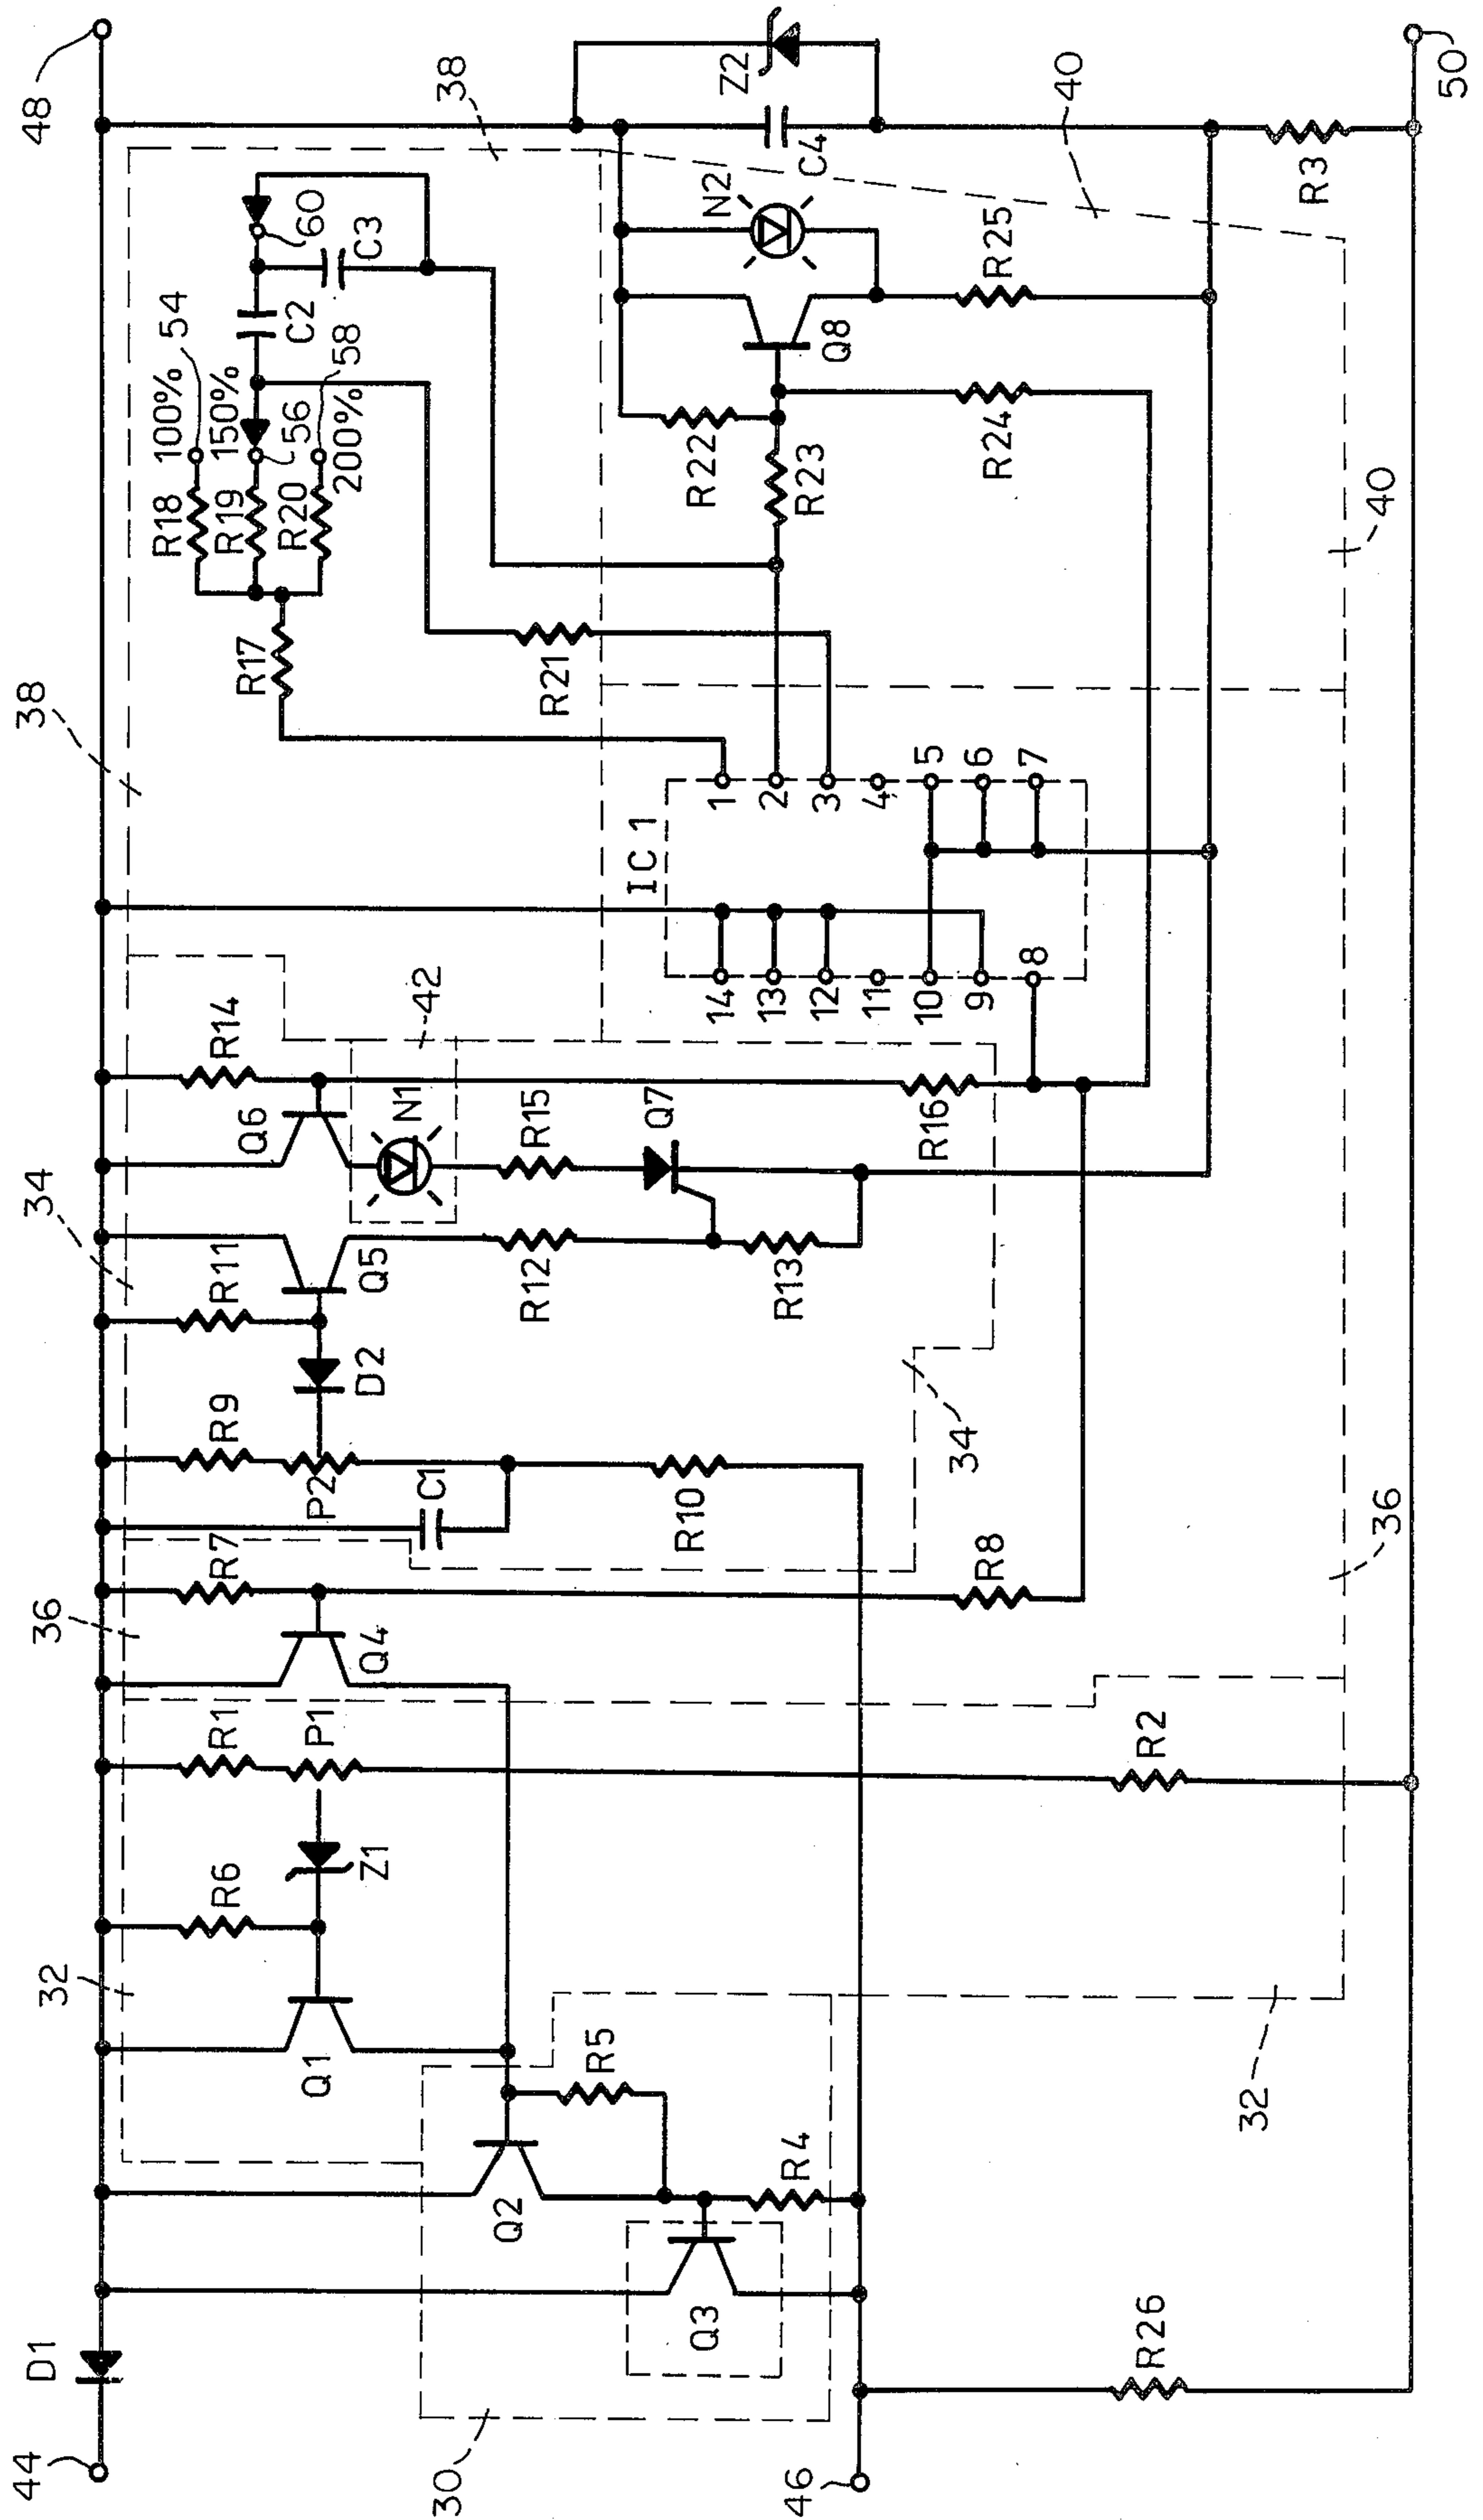 48
38
Z2
40
C4
50
R3
60
C3
N2
R25
54
C2
58
100%
150%
56
200%
Q8
R18
R19
R20
R22
R23
R24
40
R17
R21
38
1
2
3
4
5
6
7
IC 1
14
13
12
11
10
9
8
42
R14
Q6
N1
R15
Q7
R16
34
R11
Q5
R12
R13
D2
R9
P2
C1
R10
34
R7
R8
36
36
Q4
R1
P1
R2
R6
Z1
32
Q1
R5
32
Q2
R4
Q3
D1
R26
44
30
46